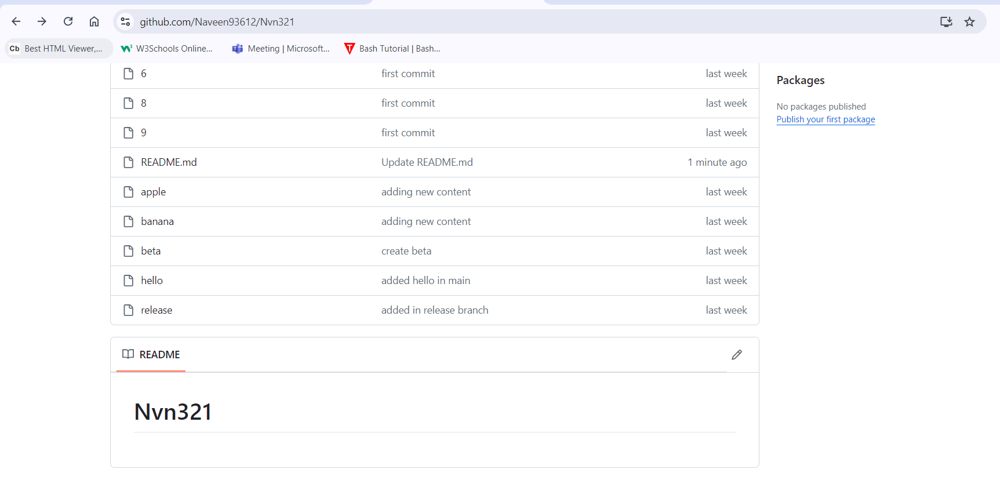 github.com/Naveen93612/Nvn321
Cb Best HTML Viewer,... W3Schools Online... Meeting | Microsoft... Bash Tutorial | Bash...
6 first commit last week
8 first commit last week
9 first commit last week
README.md Update README.md 1 minute ago
apple adding new content last week
banana adding new content last week
beta create beta last week
hello added hello in main last week
release added in release branch last week
Packages
No packages published
Publish your first package
README
Nvn321